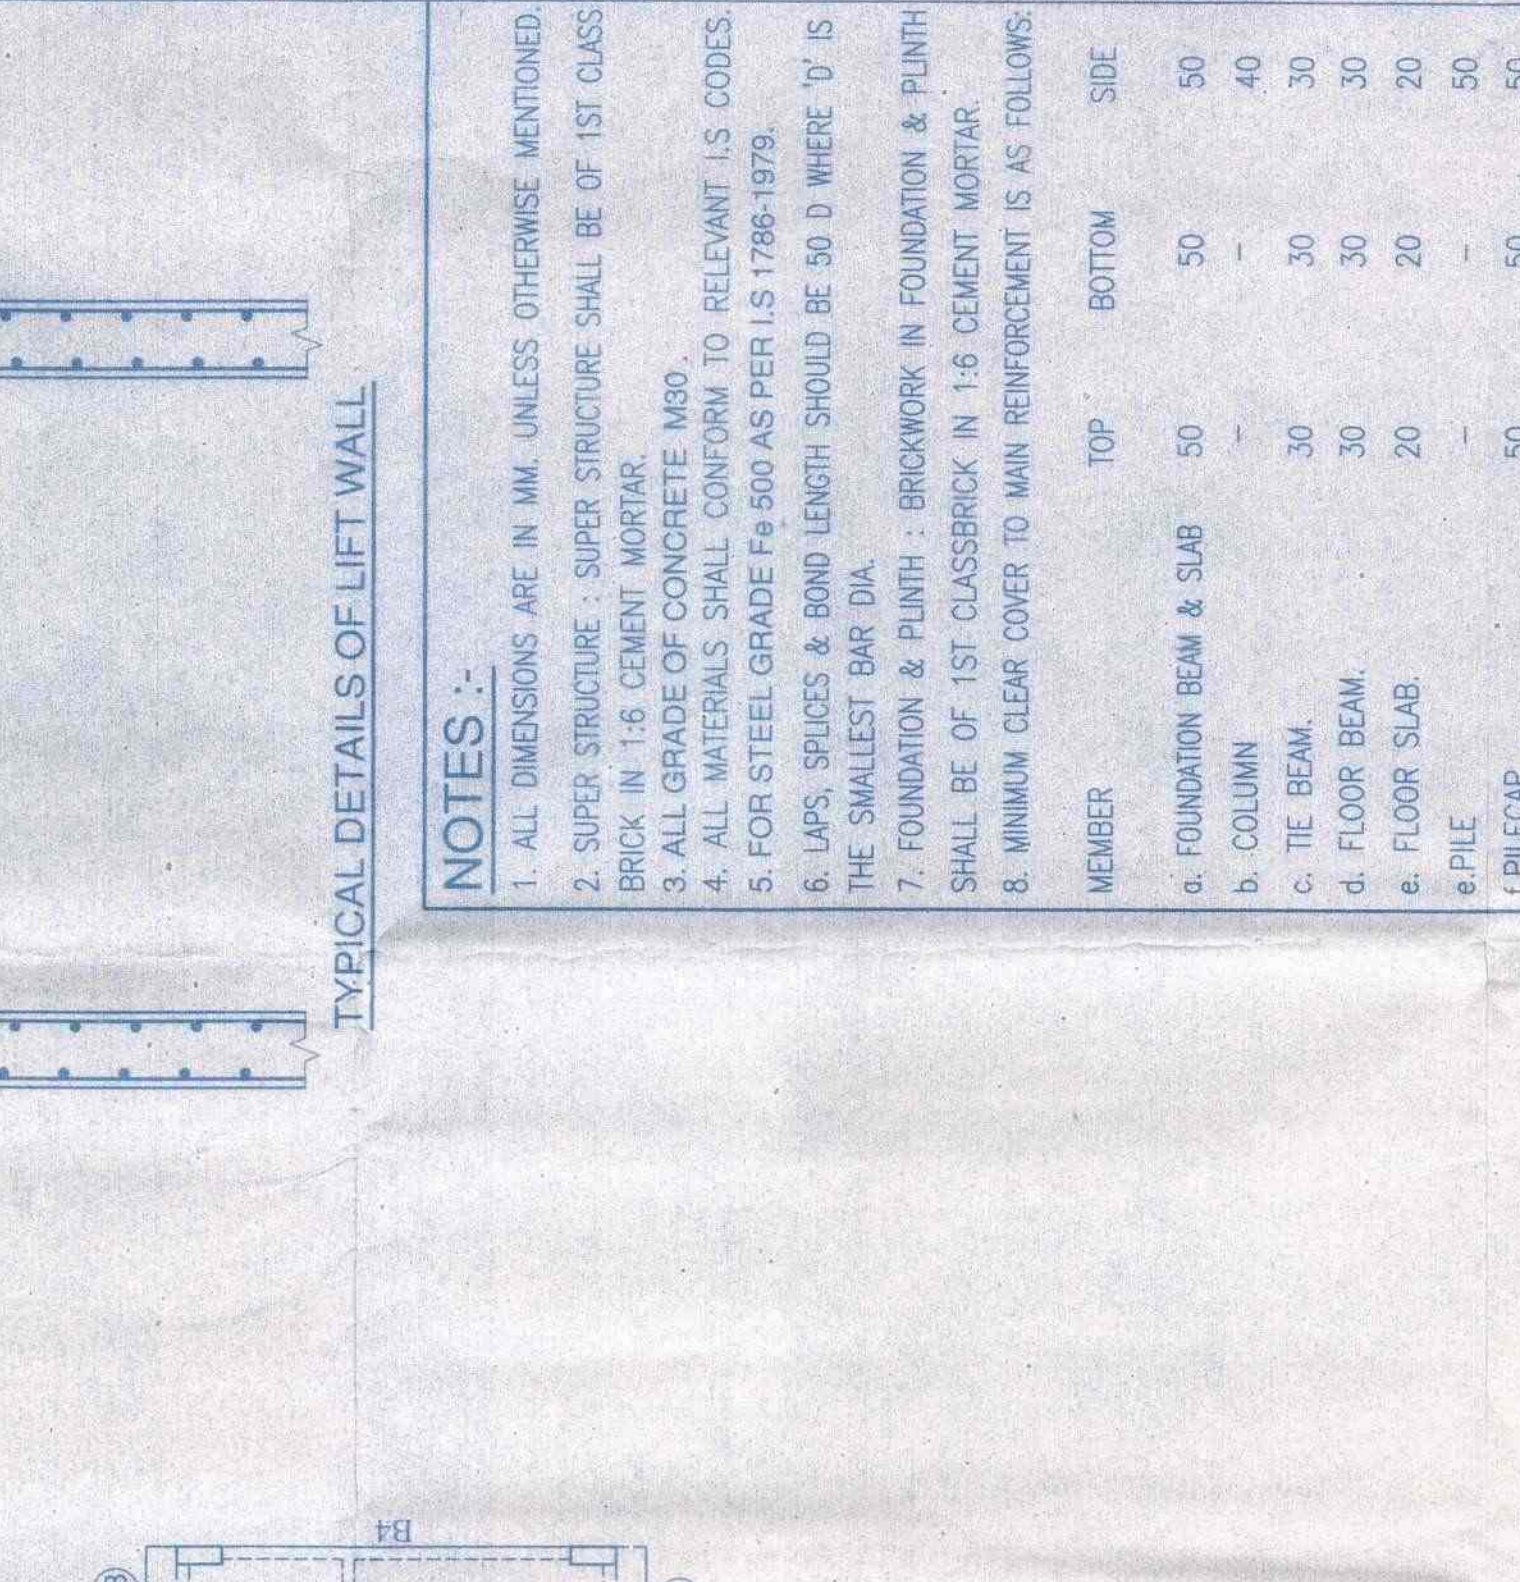 TYPICAL DETAILS OF LIFT WALL
NOTES :-
1. ALL DIMENSIONS ARE IN MM. UNLESS OTHERWISE MENTIONED.
2. SUPER STRUCTURE : SUPER STRUCTURE SHALL BE OF 1ST CLASS
BRICK IN 1:6 CEMENT MORTAR.
3. ALL GRADE OF CONCRETE M30.
4. ALL MATERIALS SHALL CONFORM TO RELEVANT I.S CODES.
5. FOR STEEL GRADE Fe 500 AS PER I.S 1786-1979.
6. LAPS, SPLICES & BOND LENGTH SHOULD BE 50 D WHERE 'D' IS
THE SMALLEST BAR DIA.
7. FOUNDATION & PLINTH : BRICKWORK IN FOUNDATION & PLINTH
SHALL BE OF 1ST CLASSBRICK IN 1:6 CEMENT MORTAR.
8. MINIMUM CLEAR COVER TO MAIN REINFORCEMENT IS AS FOLLOWS:
MEMBER TOP BOTTOM SIDE
a. FOUNDATION BEAM & SLAB 50 50 50
b. COLUMN - - 40
c. TIE BEAM. 30 30 30
d. FLOOR BEAM. 30 30 30
e. FLOOR SLAB. 20 20 20
e.PILE - - 50
f.PILECAP 50 50 50
B4
B